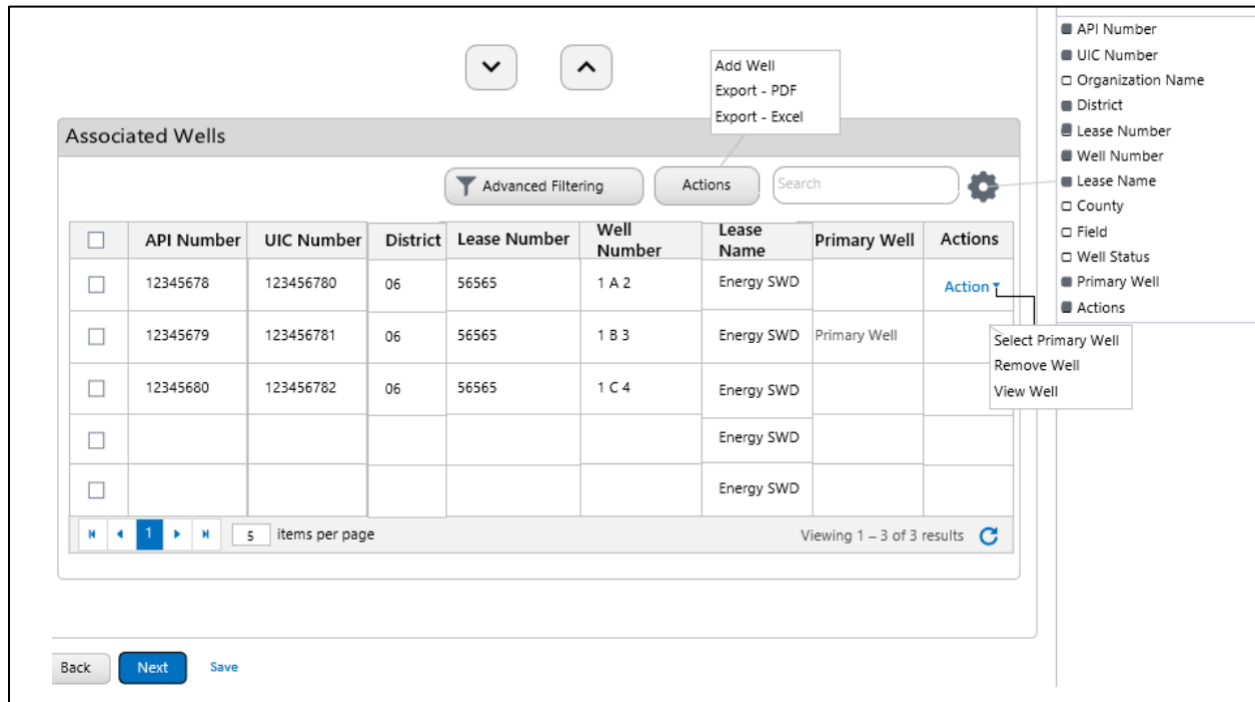 API Number
UIC Number
Organization Name
District
Lease Number
Well Number
Lease Name
County
Field
Well Status
Primary Well
Actions
Add Well
Export - PDF
Export - Excel
Associated Wells
Advanced Filtering Actions Search
API Number UIC Number District Lease Number Well Number Lease Name Primary Well Actions
12345678 123456780 06 56565 1 A 2 Energy SWD Action
12345679 123456781 06 56565 1 B 3 Energy SWD Primary Well
12345680 123456782 06 56565 1 C 4 Energy SWD
Energy SWD
Energy SWD
Select Primary Well
Remove Well
View Well
1 5 items per page Viewing 1 – 3 of 3 results
Back Next Save